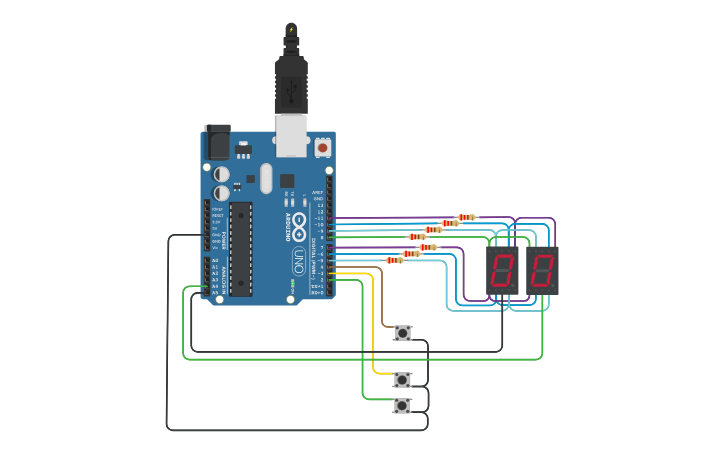 AREF
GND
13
12
~11
~10
~9
8
7
~6
~5
4
~3
2
TX→1
RX←0
DIGITAL (PWM~)
L
TX
RX
ARDUINO
UNO
IOREF
RESET
3.3V
5V
GND
GND
Vin
POWER
A0
A1
A2
A3
A4
A5
ANALOG IN